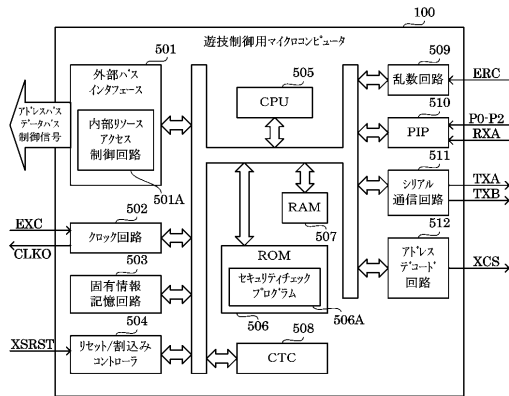 100
遊技制御用マイクロコンピュータ
501
外部バス
インタフェース
内部リソース
アクセス
制御回路
501A
アドレスバス
データバス
制御信号
EXC
CLKO
502
クロック回路
503
固有情報
記憶回路
504
XSRST
リセット/割込み
コントローラ
505
CPU
RAM
507
ROM
セキュリティチェック
プログラム
506
506A
508
CTC
509
乱数回路
ERC
510
PIP
P0-P2
RXA
511
シリアル
通信回路
TXA
TXB
512
アドレス
デコード
回路
XCS